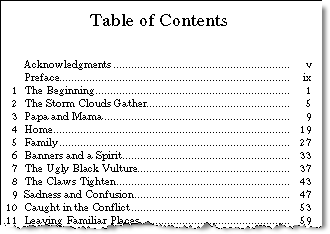 Table of Contents
Acknowledgments ........................................ v
Preface........................................ ix
1 The Beginning........................................ 1
2 The Storm Clouds Gather........................................ 5
3 Papa and Mama........................................ 9
4 Home........................................ 19
5 Family........................................ 27
6 Banners and a Spirit........................................ 33
7 The Ugly Black Vulture........................................ 37
8 The Claws Tighten........................................ 43
9 Sadness and Confusion........................................ 47
10 Caught in the Conflict........................................ 53
11 Leaving Familiar Places........................................ 59